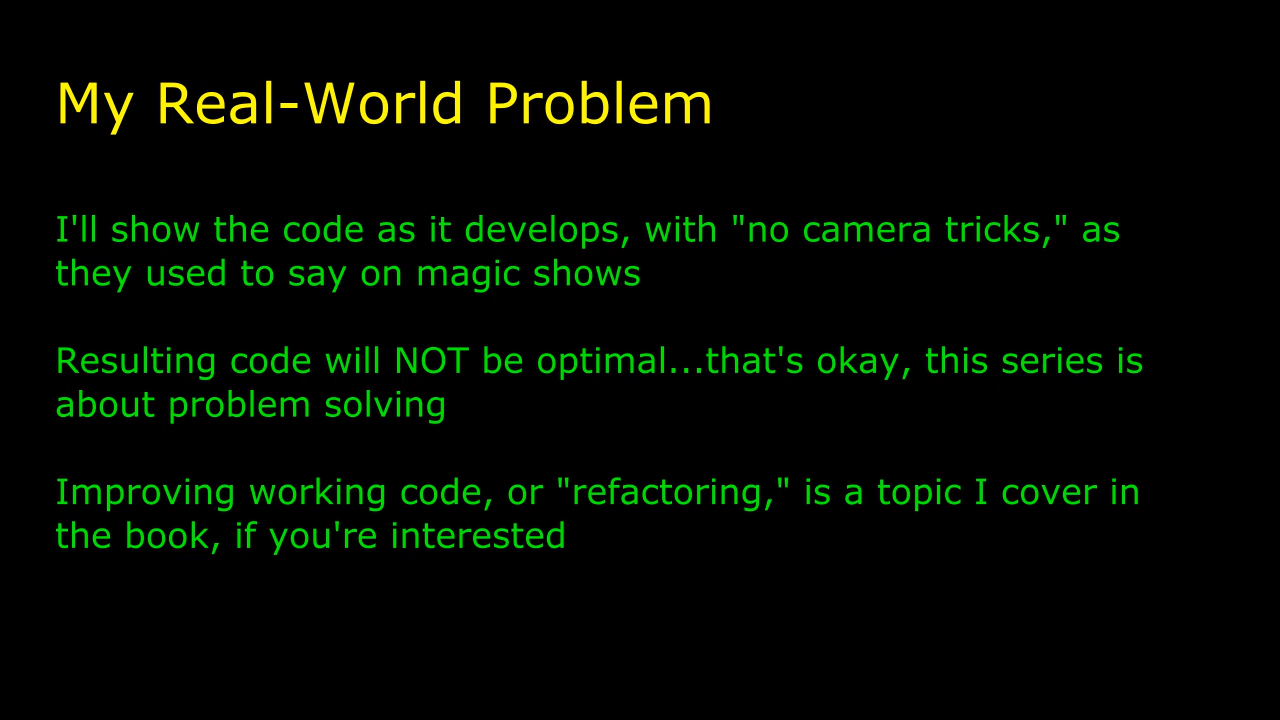 My Real-World Problem
I'll show the code as it develops, with "no camera tricks," as
they used to say on magic shows
Resulting code will NOT be optimal...that's okay, this series is
about problem solving
Improving working code, or "refactoring," is a topic I cover in
the book, if you're interested